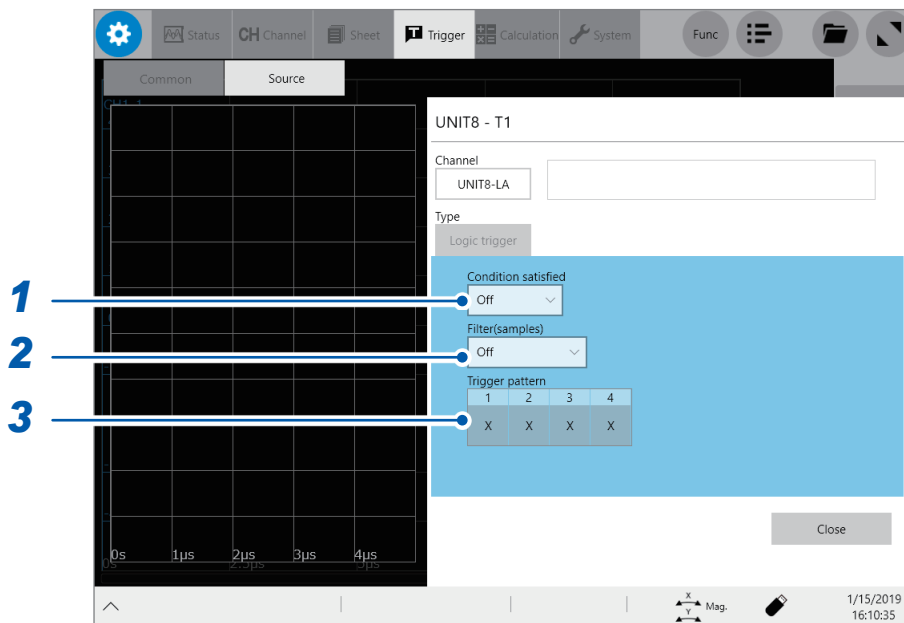 Status
CH Channel
Sheet
T Trigger
Calculation
System
Func
Common
Source
UNIT8 - T1
Channel
UNIT8-LA
Type
Logic trigger
1
Condition satisfied
Off
2
Filter(samples)
Off
3
Trigger pattern
1 2 3 4
X X X X
Close
0s 1µs 2µs 3µs 4µs
0s 2.5µs 5µs
X
Y
Mag.
1/15/2019
16:10:35